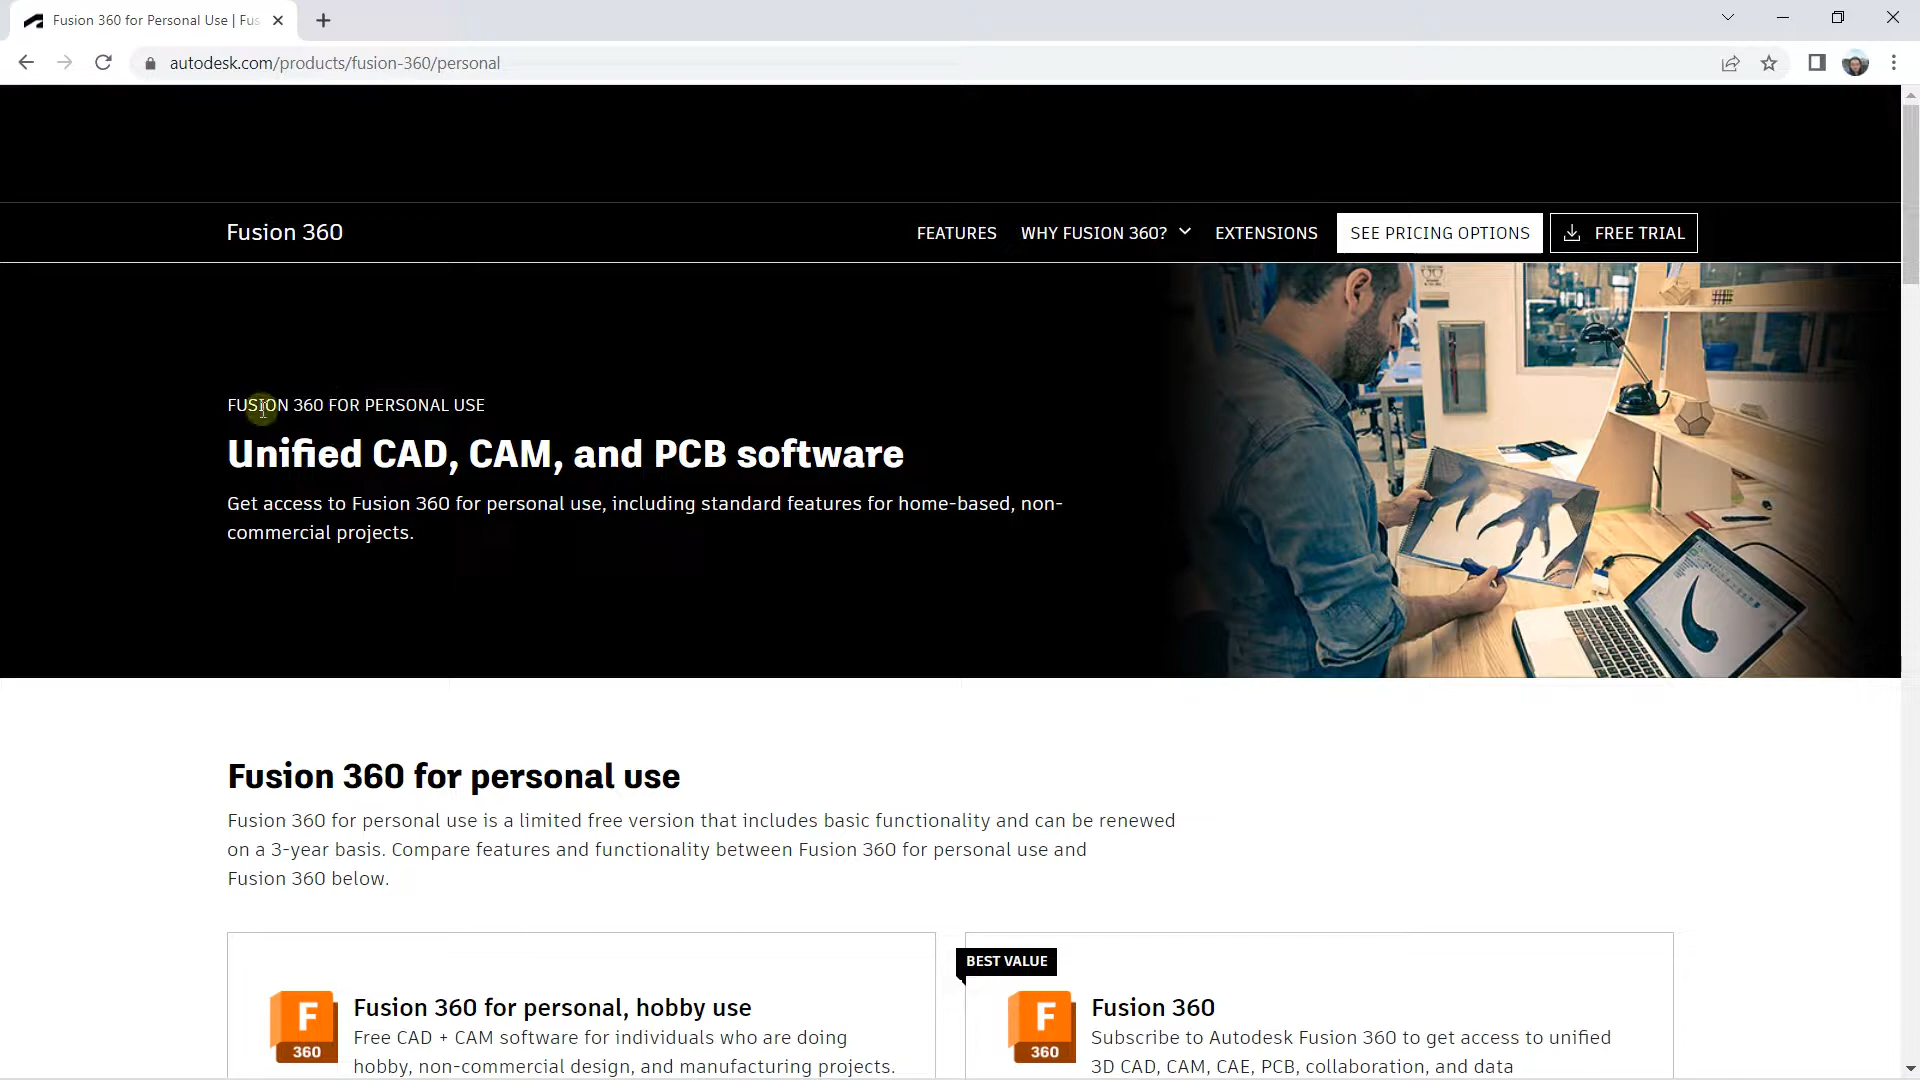 Fusion 360 for Personal Use | Fus
autodesk.com/products/fusion-360/personal
Fusion 360
FEATURES
WHY FUSION 360?
EXTENSIONS
SEE PRICING OPTIONS
FREE TRIAL
FUSION 360 FOR PERSONAL USE
Unified CAD, CAM, and PCB software
Get access to Fusion 360 for personal use, including standard features for home-based, non-
commercial projects.
Fusion 360 for personal use
Fusion 360 for personal use is a limited free version that includes basic functionality and can be renewed
on a 3-year basis. Compare features and functionality between Fusion 360 for personal use and
Fusion 360 below.
F
360
Fusion 360 for personal, hobby use
Free CAD + CAM software for individuals who are doing
hobby, non-commercial design, and manufacturing projects.
BEST VALUE
F
360
Fusion 360
Subscribe to Autodesk Fusion 360 to get access to unified
3D CAD, CAM, CAE, PCB, collaboration, and data